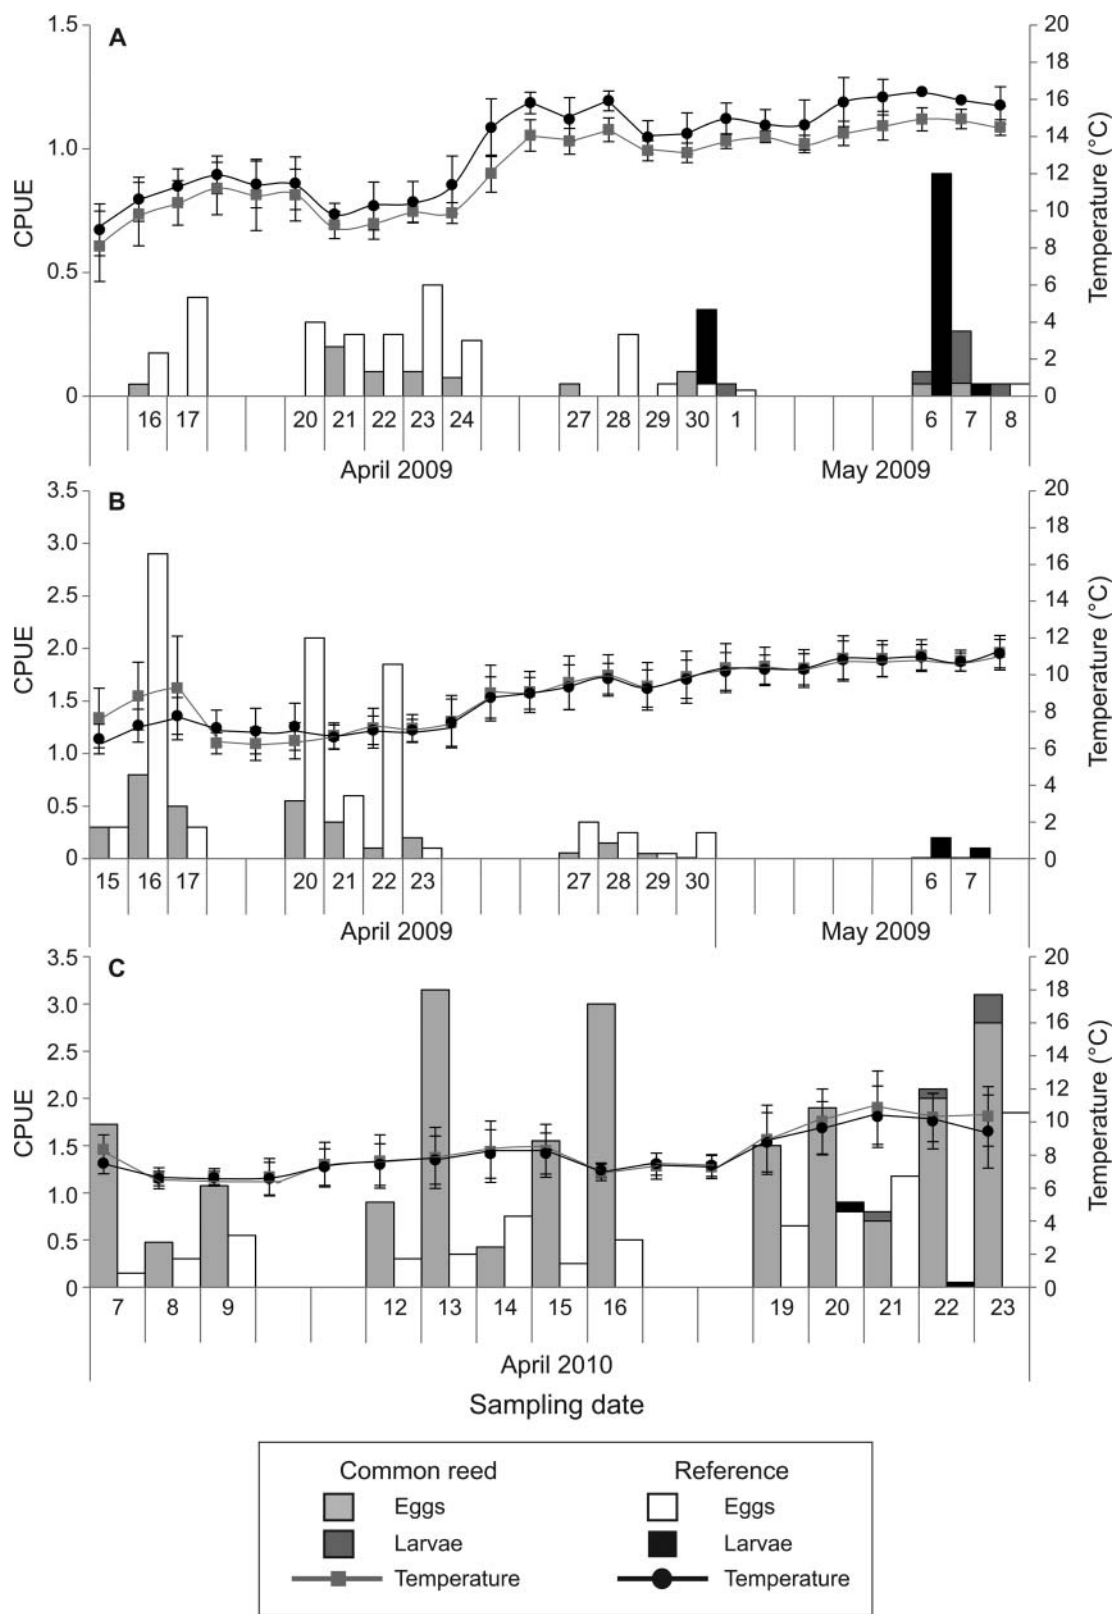 A
1.5
1.0
0.5
0
CPUE
20
18
16
14
12
10
8
6
4
2
0
Temperature (°C)
16 17 20 21 22 23 24 27 28 29 30 1 6 7 8
April 2009 May 2009
B
3.5
3.0
2.5
2.0
1.5
1.0
0.5
0
CPUE
20
18
16
14
12
10
8
6
4
2
0
Temperature (°C)
15 16 17 20 21 22 23 27 28 29 30 6 7
April 2009 May 2009
C
3.5
3.0
2.5
2.0
1.5
1.0
0.5
0
CPUE
20
18
16
14
12
10
8
6
4
2
0
Temperature (°C)
7 8 9 12 13 14 15 16 19 20 21 22 23
April 2010
Sampling date
Common reed Reference
Eggs Eggs
Larvae Larvae
Temperature Temperature